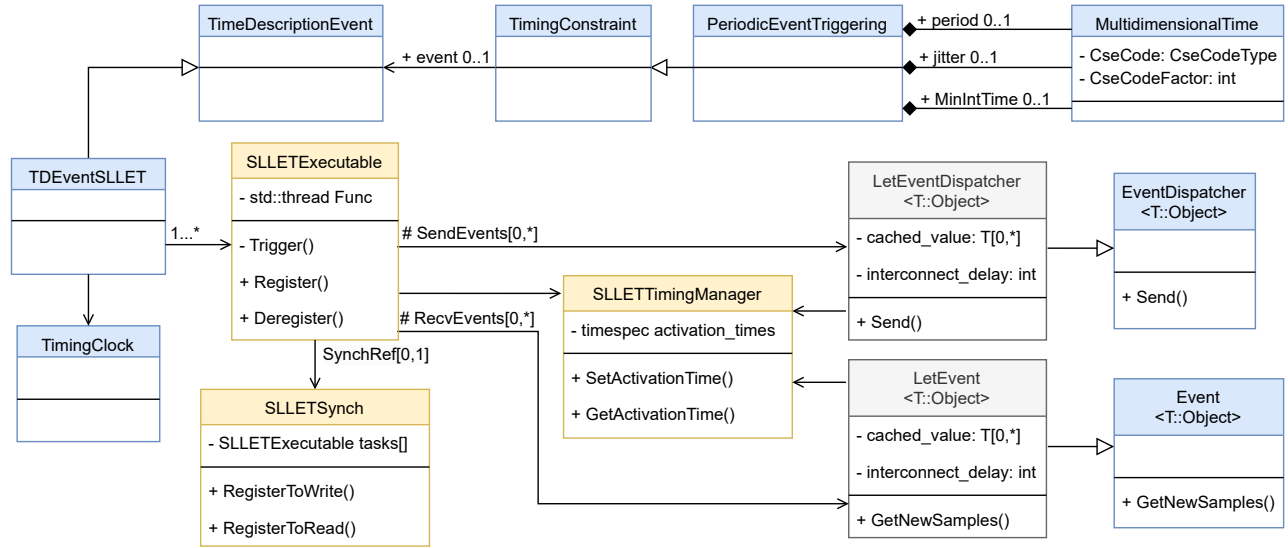 TimeDescriptionEvent
TimingConstraint
PeriodicEventTriggering
MultidimensionalTime
+ period 0..1
+ event 0..1
+ jitter 0..1
+ MinIntTime 0..1
- CseCode: CseCodeType
- CseCodeFactor: int
TDEventSLLET
1...*
SLLETExecutable
- std::thread Func
- Trigger()
+ Register()
+ Deregister()
# SendEvents[0,*]
# RecvEvents[0,*]
SynchRef[0,1]
LetEventDispatcher
<T::Object>
- cached_value: T[0,*]
- interconnect_delay: int
+ Send()
EventDispatcher
<T::Object>
+ Send()
SLLETTimingManager
- timespec activation_times
+ SetActivationTime()
+ GetActivationTime()
TimingClock
SLLETSynch
- SLLETExecutable tasks[]
+ RegisterToWrite()
+ RegisterToRead()
LetEvent
<T::Object>
- cached_value: T[0,*]
- interconnect_delay: int
+ GetNewSamples()
Event
<T::Object>
+ GetNewSamples()